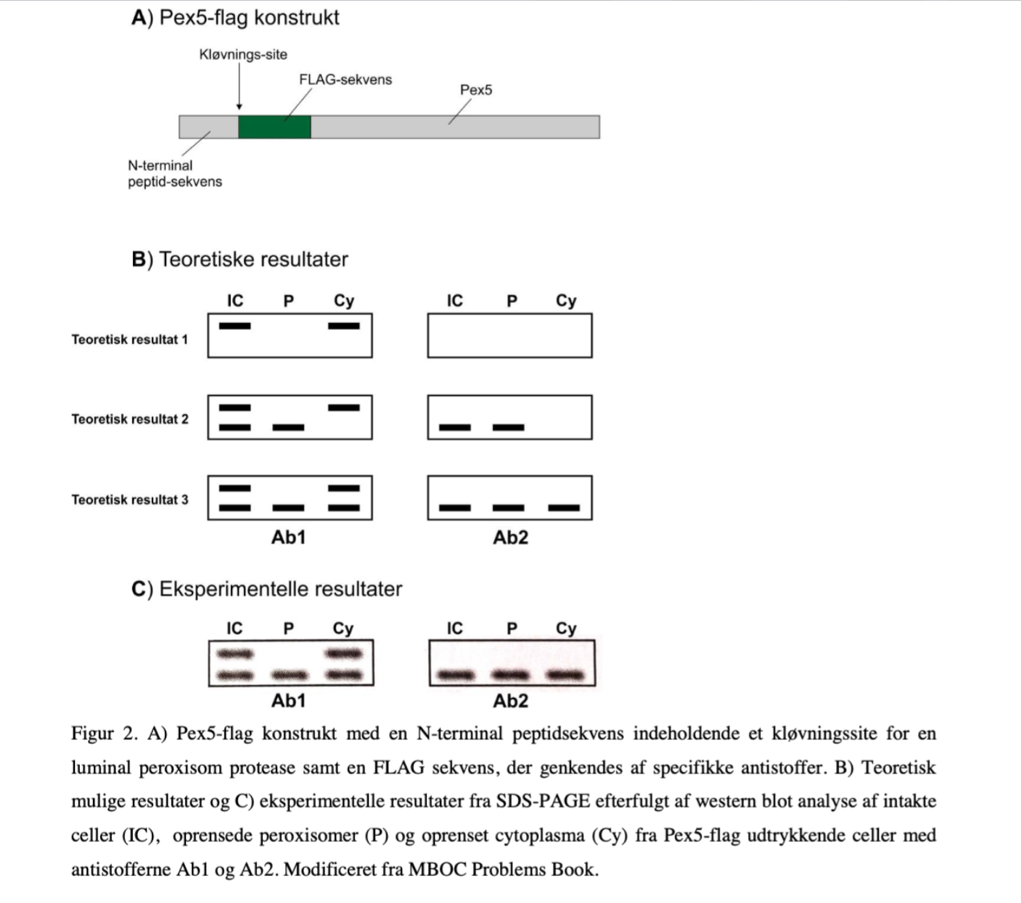 A) Pex5-flag konstrukt
Kløvnings-site
FLAG-sekvens
Pex5
N-terminal
peptid-sekvens
B) Teoretiske resultater
IC P Cy IC P Cy
Teoretisk resultat 1
Teoretisk resultat 2
Teoretisk resultat 3
Ab1 Ab2
C) Eksperimentelle resultater
IC P Cy IC P Cy
Ab1 Ab2
Figur 2. A) Pex5-flag konstrukt med en N-terminal peptidsekvens indeholdende et kløvningssite for en
luminal peroxisom protease samt en FLAG sekvens, der genkendes af specifikke antistoffer. B) Teoretisk
mulige resultater og C) eksperimentelle resultater fra SDS-PAGE efterfulgt af western blot analyse af intakte
celler (IC), oprensede peroxisomer (P) og oprenset cytoplasma (Cy) fra Pex5-flag udtrykkende celler med
antistofferne Ab1 og Ab2. Modificeret fra MBOC Problems Book.